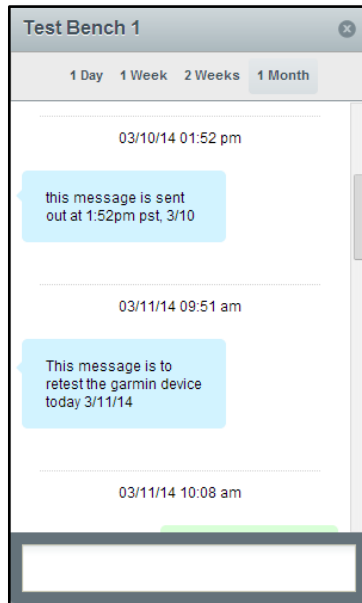 Test Bench 1
1 Day 1 Week 2 Weeks 1 Month
03/10/14 01:52 pm
this message is sent
out at 1:52pm pst, 3/10
03/11/14 09:51 am
This message is to
retest the garmin device
today 3/11/14
03/11/14 10:08 am